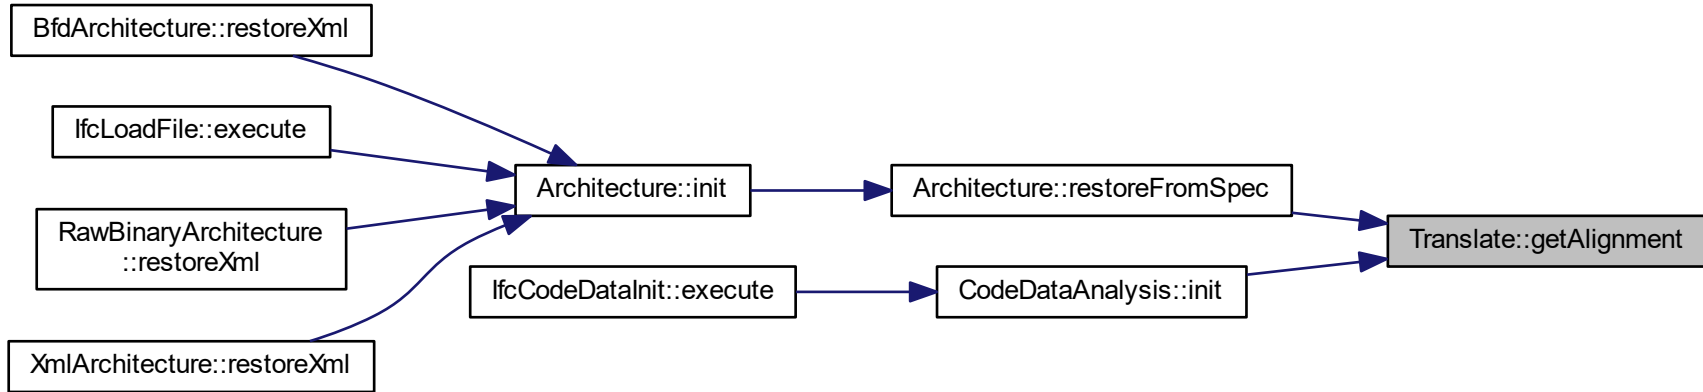 BfdArchitecture::restoreXml
IfcLoadFile::execute
RawBinaryArchitecture
::restoreXml
XmlArchitecture::restoreXml
Architecture::init
IfcCodeDataInit::execute
Architecture::restoreFromSpec
CodeDataAnalysis::init
Translate::getAlignment